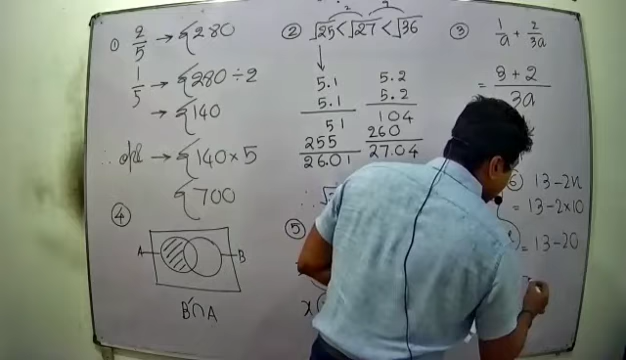 ① 2/5 → {280
1/5 → {280 ÷ 2
→ {140
→ {140 × 5
{700
② √25 < √27 < √36
5.1
5.1
51
255
26.01
5.2
5.2
104
260
27.04
③ 1/a + 2/3a
= 3 + 2
3a
④
A B
B'∩A
⑤
x
⑥ 13 - 2n
= 13 - 2×10
= 13 - 20